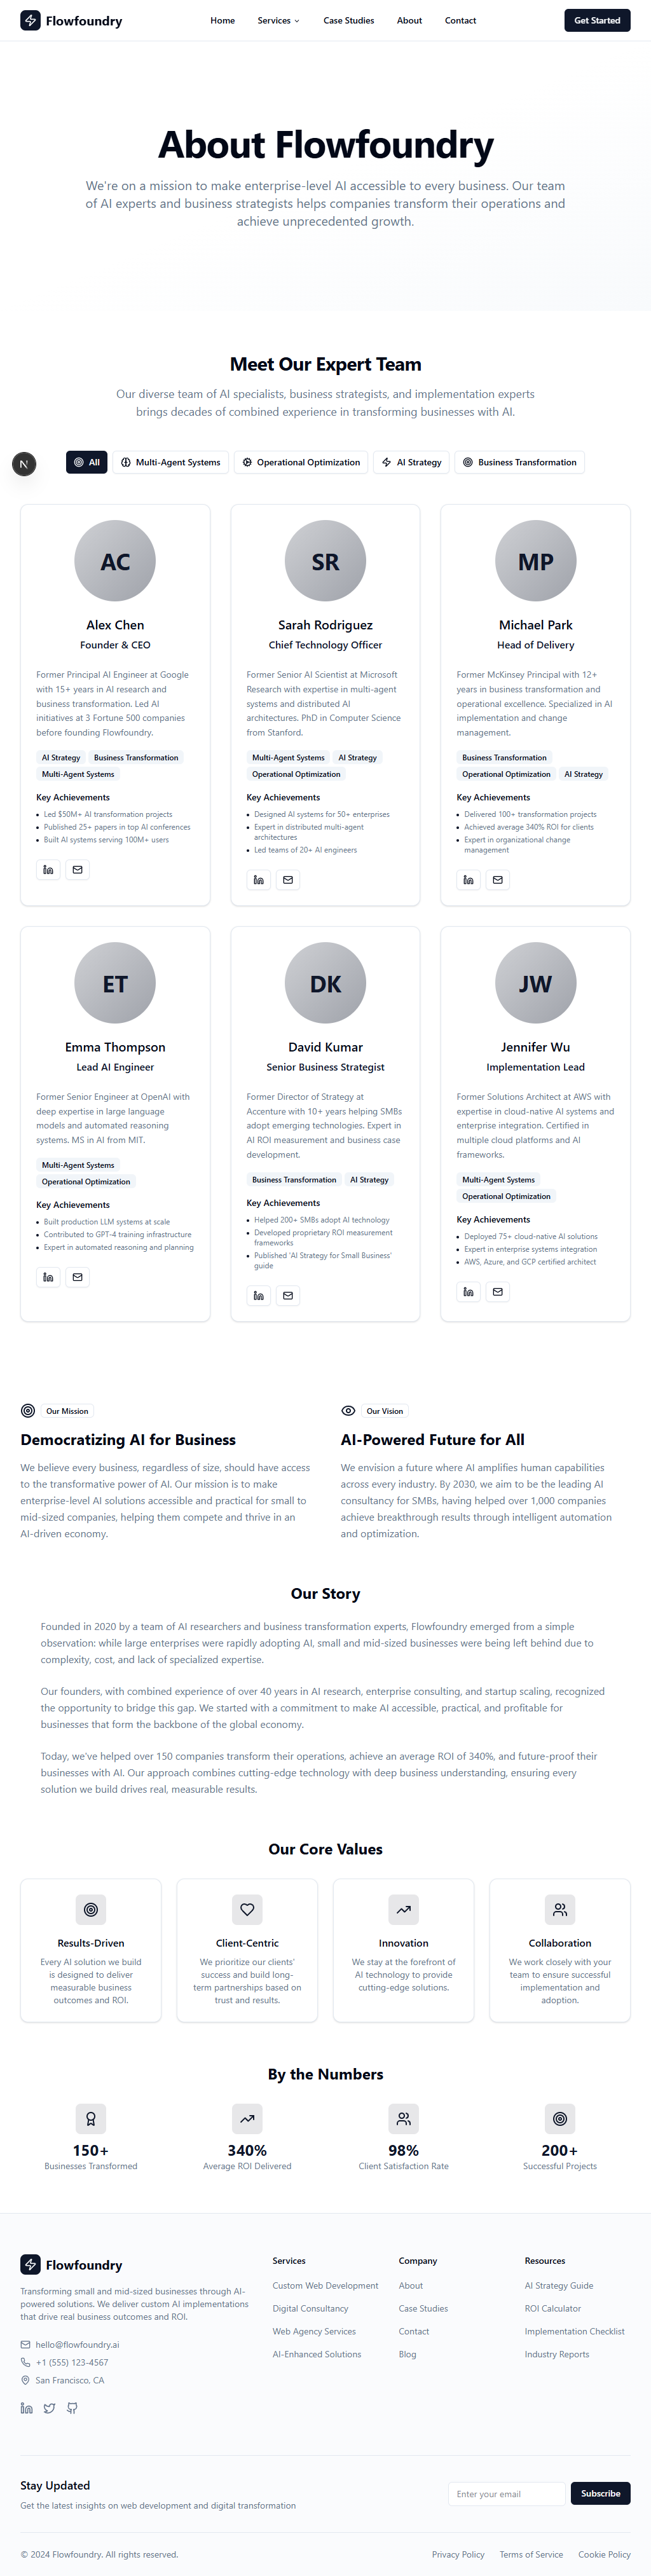 Flowfoundry
Home Services Case Studies About Contact
Get Started
About Flowfoundry
We're on a mission to make enterprise-level AI accessible to every business. Our team
of AI experts and business strategists helps companies transform their operations and
achieve unprecedented growth.
Meet Our Expert Team
Our diverse team of AI specialists, business strategists, and implementation experts
brings decades of combined experience in transforming businesses with AI.
N
All Multi-Agent Systems Operational Optimization AI Strategy Business Transformation
AC
Alex Chen
Founder & CEO
Former Principal AI Engineer at Google
with 15+ years in AI research and
business transformation. Led AI
initiatives at 3 Fortune 500 companies
before founding Flowfoundry.
AI Strategy Business Transformation
Multi-Agent Systems
Key Achievements
Led $50M+ AI transformation projects
Published 25+ papers in top AI conferences
Built AI systems serving 100M+ users
SR
Sarah Rodriguez
Chief Technology Officer
Former Senior AI Scientist at Microsoft
Research with expertise in multi-agent
systems and distributed AI
architectures. PhD in Computer Science
from Stanford.
Multi-Agent Systems AI Strategy
Operational Optimization
Key Achievements
Designed AI systems for 50+ enterprises
Expert in distributed multi-agent
architectures
Led teams of 20+ AI engineers
MP
Michael Park
Head of Delivery
Former McKinsey Principal with 12+
years in business transformation and
operational excellence. Specialized in AI
implementation and change
management.
Business Transformation
Operational Optimization AI Strategy
Key Achievements
Delivered 100+ transformation projects
Achieved average 340% ROI for clients
Expert in organizational change
management
ET
Emma Thompson
Lead AI Engineer
Former Senior Engineer at OpenAI with
deep expertise in large language
models and automated reasoning
systems. MS in AI from MIT.
Multi-Agent Systems
Operational Optimization
Key Achievements
Built production LLM systems at scale
Contributed to GPT-4 training infrastructure
Expert in automated reasoning and planning
DK
David Kumar
Senior Business Strategist
Former Director of Strategy at
Accenture with 10+ years helping SMBs
adopt emerging technologies. Expert in
AI ROI measurement and business case
development.
Business Transformation AI Strategy
Key Achievements
Helped 200+ SMBs adopt AI technology
Developed proprietary ROI measurement
frameworks
Published 'AI Strategy for Small Business'
guide
JW
Jennifer Wu
Implementation Lead
Former Solutions Architect at AWS with
expertise in cloud-native AI systems and
enterprise integration. Certified in
multiple cloud platforms and AI
frameworks.
Multi-Agent Systems
Operational Optimization
Key Achievements
Deployed 75+ cloud-native AI solutions
Expert in enterprise systems integration
AWS, Azure, and GCP certified architect
Our Mission
Democratizing AI for Business
We believe every business, regardless of size, should have access
to the transformative power of AI. Our mission is to make
enterprise-level AI solutions accessible and practical for small to
mid-sized companies, helping them compete and thrive in an
AI-driven economy.
Our Vision
AI-Powered Future for All
We envision a future where AI amplifies human capabilities
across every industry. By 2030, we aim to be the leading AI
consultancy for SMBs, having helped over 1,000 companies
achieve breakthrough results through intelligent automation
and optimization.
Our Story
Founded in 2020 by a team of AI researchers and business transformation experts, Flowfoundry emerged from a simple
observation: while large enterprises were rapidly adopting AI, small and mid-sized businesses were being left behind due to
complexity, cost, and lack of specialized expertise.
Our founders, with combined experience of over 40 years in AI research, enterprise consulting, and startup scaling, recognized
the opportunity to bridge this gap. We started with a commitment to make AI accessible, practical, and profitable for
businesses that form the backbone of the global economy.
Today, we've helped over 150 companies transform their operations, achieve an average ROI of 340%, and future-proof their
businesses with AI. Our approach combines cutting-edge technology with deep business understanding, ensuring every
solution we build drives real, measurable results.
Our Core Values
Results-Driven
Every AI solution we build
is designed to deliver
measurable business
outcomes and ROI.
Client-Centric
We prioritize our clients'
success and build long-
term partnerships based on
trust and results.
Innovation
We stay at the forefront of
AI technology to provide
cutting-edge solutions.
Collaboration
We work closely with your
team to ensure successful
implementation and
adoption.
By the Numbers
150+
Businesses Transformed
340%
Average ROI Delivered
98%
Client Satisfaction Rate
200+
Successful Projects
Flowfoundry
Transforming small and mid-sized businesses through AI-
powered solutions. We deliver custom AI implementations
that drive real business outcomes and ROI.
hello@flowfoundry.ai
+1 (555) 123-4567
San Francisco, CA
Services
Custom Web Development
Digital Consultancy
Web Agency Services
AI-Enhanced Solutions
Company
About
Case Studies
Contact
Blog
Resources
AI Strategy Guide
ROI Calculator
Implementation Checklist
Industry Reports
Stay Updated
Get the latest insights on web development and digital transformation
Enter your email
Subscribe
© 2024 Flowfoundry. All rights reserved.
Privacy Policy Terms of Service Cookie Policy